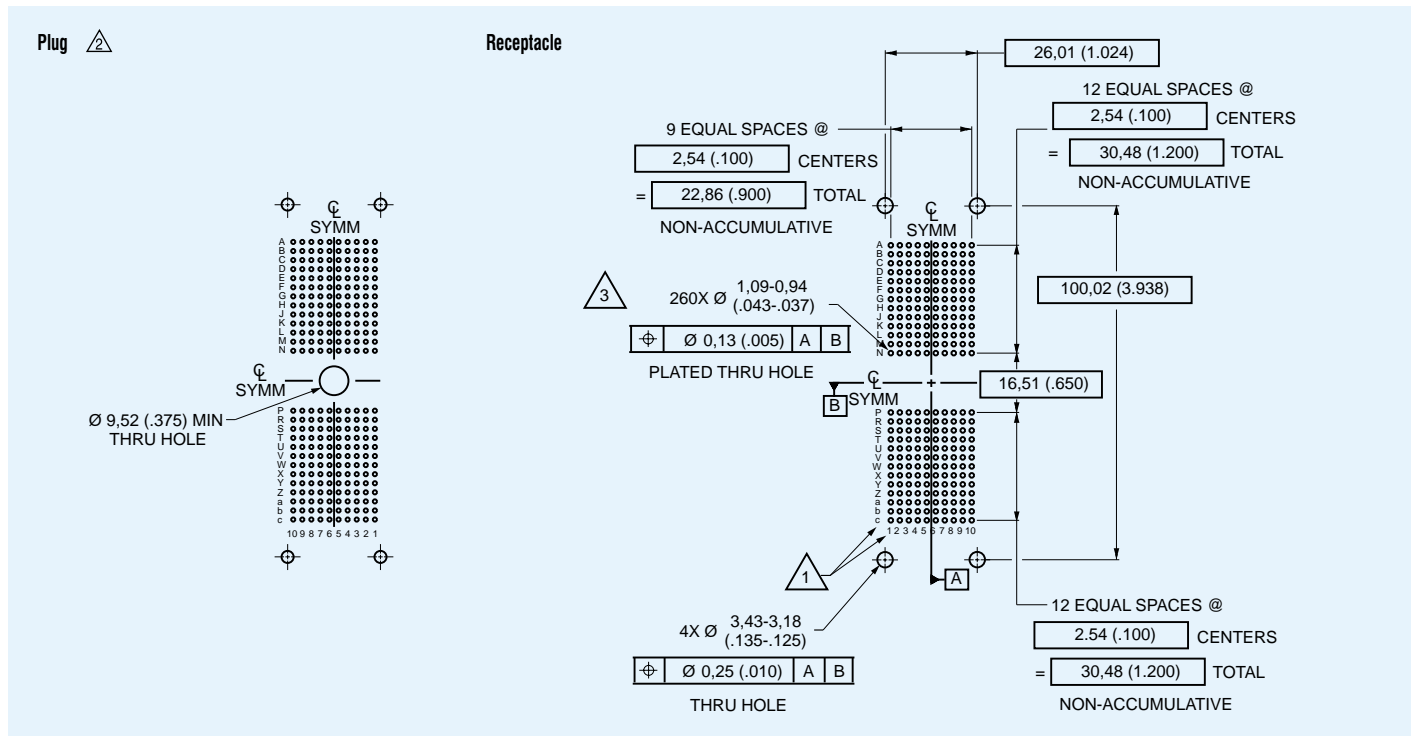 Plug 2
Receptacle
26,01 (1.024)
12 EQUAL SPACES @
2,54 (.100) CENTERS
= 30,48 (1.200) TOTAL
NON-ACCUMULATIVE
9 EQUAL SPACES @
2,54 (.100) CENTERS
= 22,86 (.900) TOTAL
NON-ACCUMULATIVE
℄
SYMM
A
B
C
D
E
F
G
H
J
K
L
M
N
℄
SYMM
Ø 9,52 (.375) MIN
THRU HOLE
P
R
S
T
U
V
W
X
Y
Z
a
b
c
10 9 8 7 6 5 4 3 2 1
℄
SYMM
A
B
C
D
E
F
G
H
J
K
L
M
N
3
260X Ø 1,09-0,94
(.043-.037)
⌖ Ø 0,13 (.005) A B
PLATED THRU HOLE
100,02 (3.938)
16,51 (.650)
℄
SYMM
B
P
R
S
T
U
V
W
X
Y
Z
a
b
c
1 2 3 4 5 6 7 8 9 10
1
A
4X Ø 3,43-3,18
(.135-.125)
⌖ Ø 0,25 (.010) A B
THRU HOLE
12 EQUAL SPACES @
2.54 (.100) CENTERS
= 30,48 (1.200) TOTAL
NON-ACCUMULATIVE